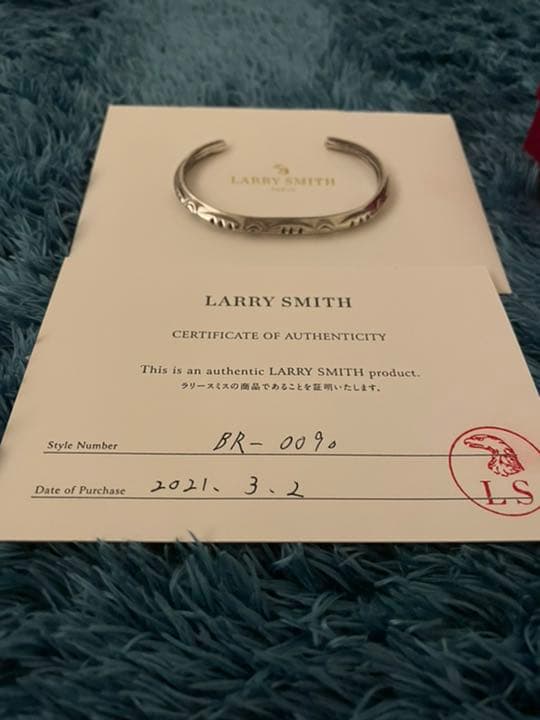 LARRY SMITH
LARRY SMITH
CERTIFICATE OF AUTHENTICITY
This is an authentic LARRY SMITH product.
ラリースミスの商品であることを証明いたします。
Style Number BR-0090
Date of Purchase 2021. 3. 2
LS